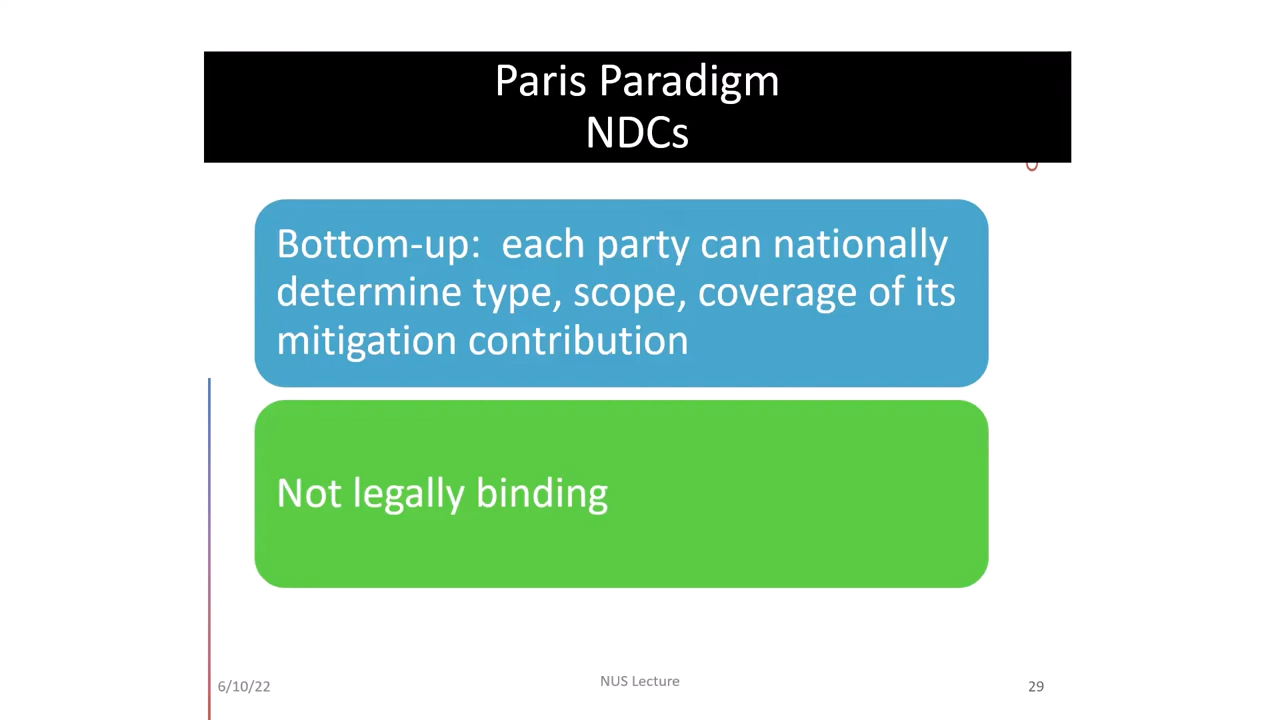 Paris Paradigm
NDCs
Bottom-up:  each party can nationally
determine type, scope, coverage of its
mitigation contribution
Not legally binding
6/10/22
NUS Lecture
29